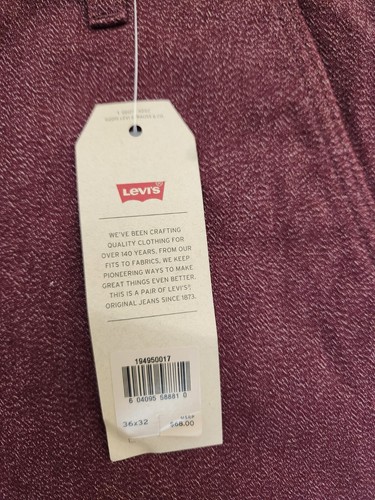 Levi's
WE'VE BEEN CRAFTING
QUALITY CLOTHING FOR
OVER 140 YEARS. FROM OUR
FITS TO FABRICS, WE KEEP
PIONEERING WAYS TO MAKE
GREAT THINGS EVEN BETTER.
THIS IS A PAIR OF LEVI'S®
ORIGINAL JEANS SINCE 1873.
194950017
6 04095 56881 0
36x32
$68.00